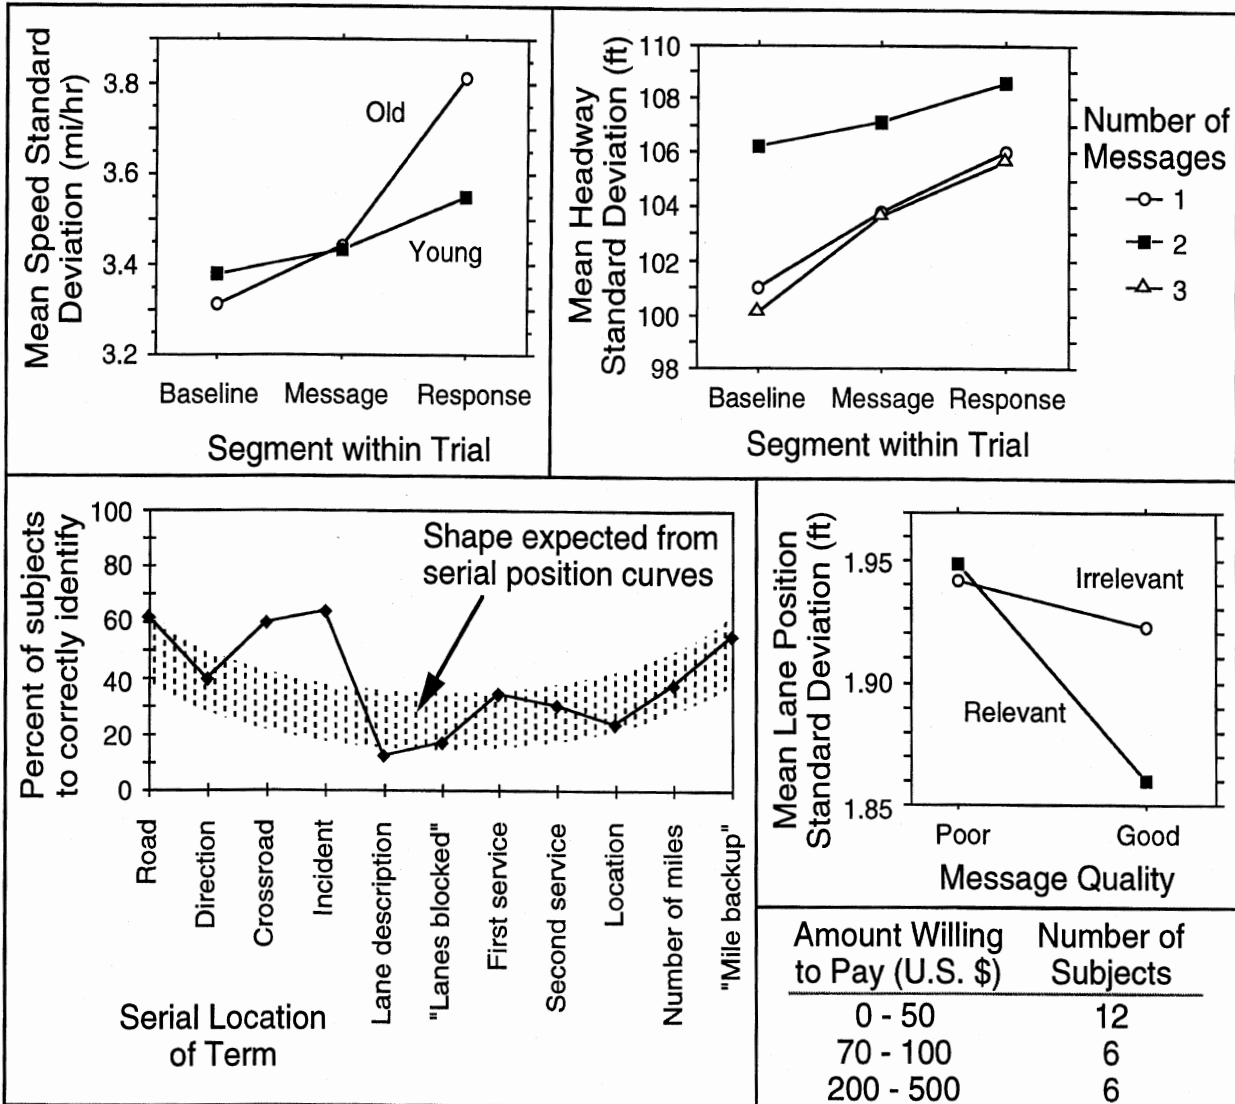 Mean Speed Standard
Deviation (mi/hr)
3.8
3.6
3.4
3.2
Old
Young
Baseline Message Response
Segment within Trial
Mean Headway
Standard Deviation (ft)
110
108
106
104
102
100
98
Baseline Message Response
Segment within Trial
Number of
Messages
1
2
3
Percent of subjects
to correctly identify
100
80
60
40
20
0
Shape expected from
serial position curves
Road
Direction
Crossroad
Incident
Lane description
"Lanes blocked"
First service
Second service
Location
Number of miles
"Mile backup"
Serial Location
of Term
Mean Lane Position
Standard Deviation (ft)
1.95
1.90
1.85
Irrelevant
Relevant
Poor Good
Message Quality
Amount Willing Number of
to Pay (U.S. $) Subjects
0 - 50 12
70 - 100 6
200 - 500 6